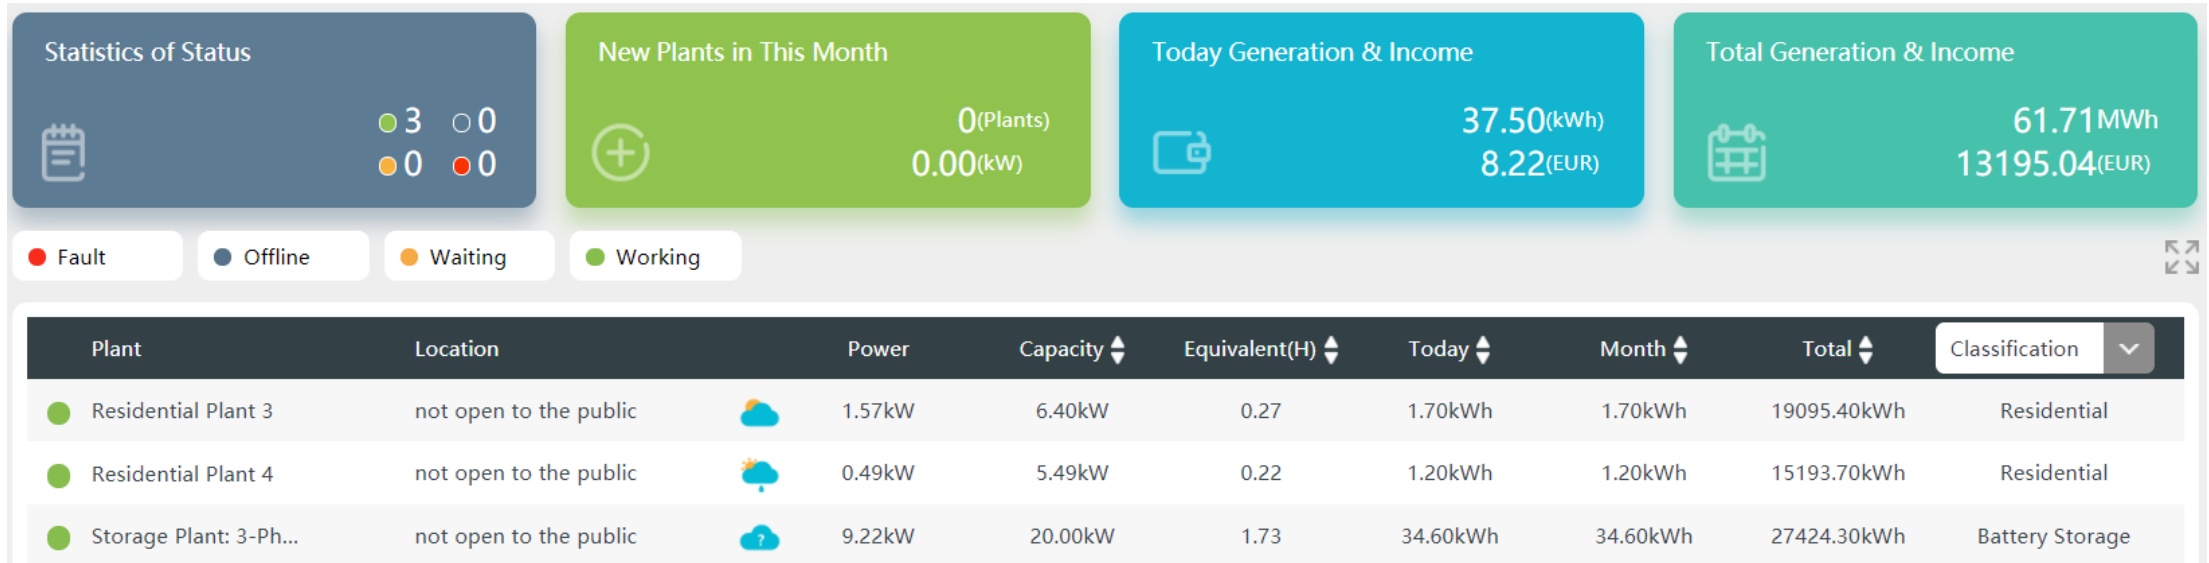 Statistics of Status
3 0
0 0
New Plants in This Month
0(Plants)
0.00(kW)
Today Generation & Income
37.50(kWh)
8.22(EUR)
Total Generation & Income
61.71MWh
13195.04(EUR)
Fault Offline Waiting Working
Plant Location Power Capacity Equivalent(H) Today Month Total Classification
Residential Plant 3 not open to the public 1.57kW 6.40kW 0.27 1.70kWh 1.70kWh 19095.40kWh Residential
Residential Plant 4 not open to the public 0.49kW 5.49kW 0.22 1.20kWh 1.20kWh 15193.70kWh Residential
Storage Plant: 3-Ph... not open to the public ? 9.22kW 20.00kW 1.73 34.60kWh 34.60kWh 27424.30kWh Battery Storage